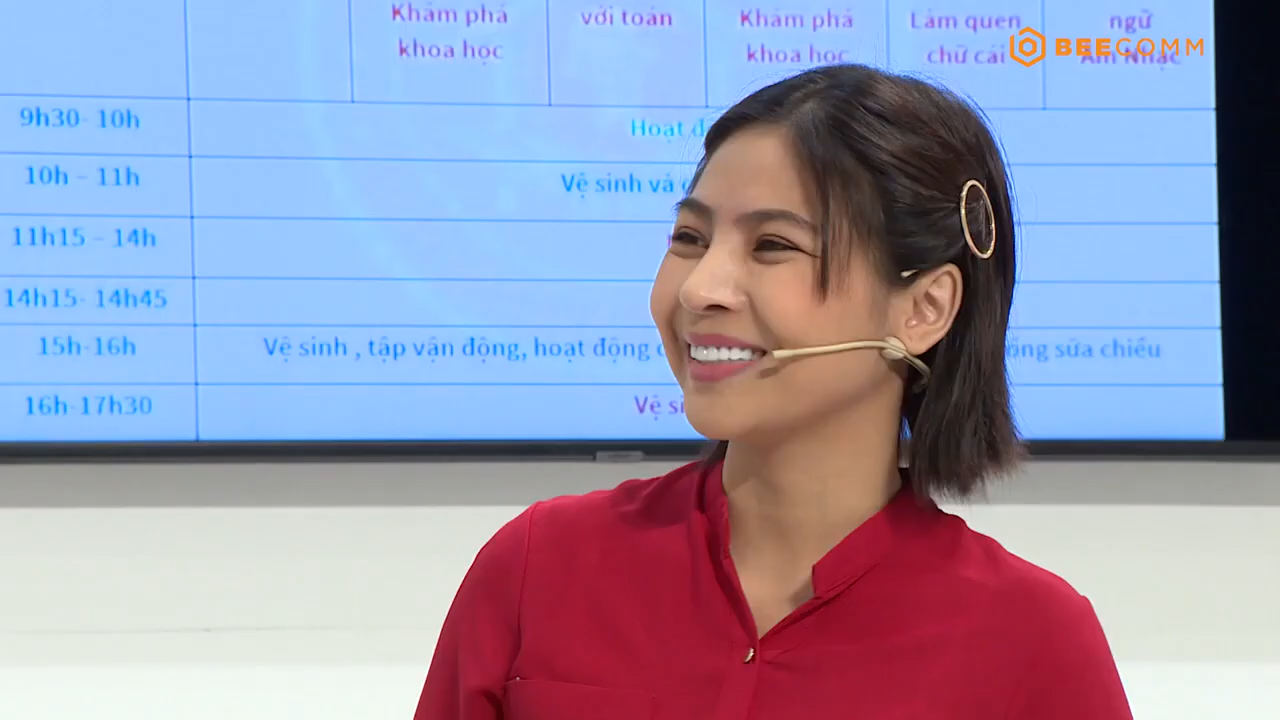 Khám phá
khoa học
với toán
Khám phá
khoa học
Làm quen
chữ cái
ngữ
Âm Nhạc
BEECOMM
9h30- 10h
Hoạt
10h – 11h
Vệ sinh và
11h15 – 14h
14h15- 14h45
15h-16h
Vệ sinh , tập vận động, hoạt động
sữa chiều
16h-17h30
Vệ